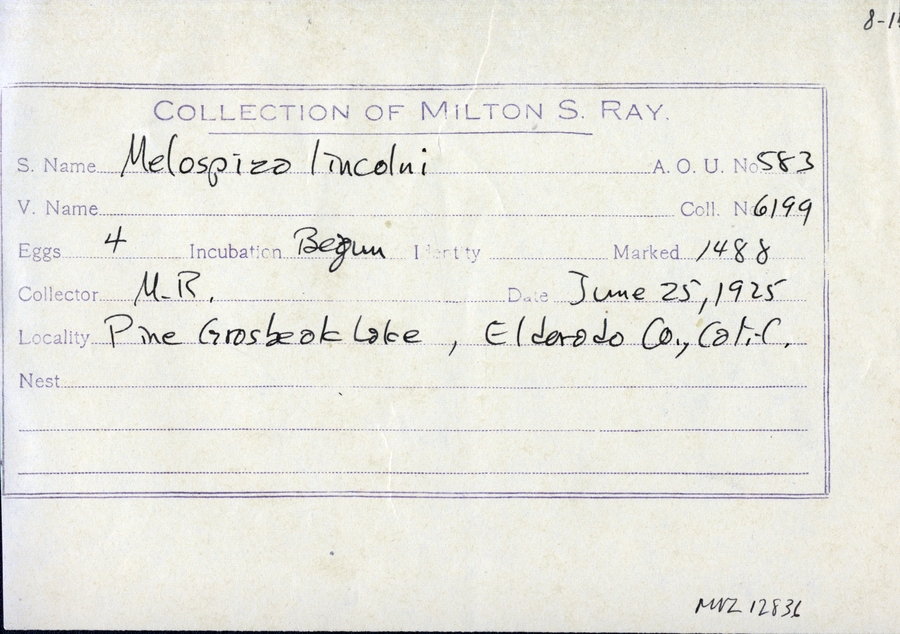 8-1
COLLECTION OF MILTON S. RAY.
S. Name Melospiza lincolni A. O. U. No 583
V. Name Coll. No 6199
Eggs 4 Incubation Begun Identity Marked 1488
Collector M.R. Date June 25, 1925
Locality Pine Grosbeak Lake, Eldorado Co., Calif.
Nest
MVZ 12836